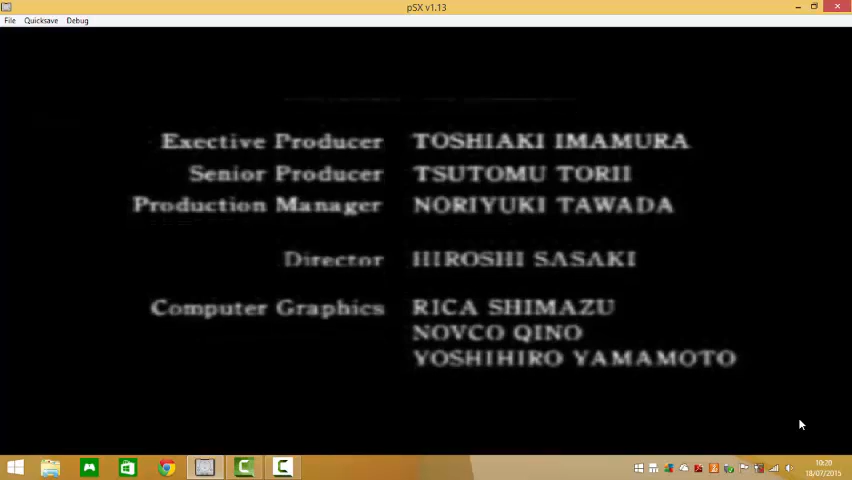 pSX v1.13
File Quicksave Debug
Exective Producer TOSHIAKI IMAMURA
Senior Producer TSUTOMU TORII
Production Manager NORIYUKI TAWADA
Director HIROSHI SASAKI
Computer Graphics RICA SHIMAZU
NOVCO QINO
YOSHIHIRO YAMAMOTO
10:20
18/07/2015